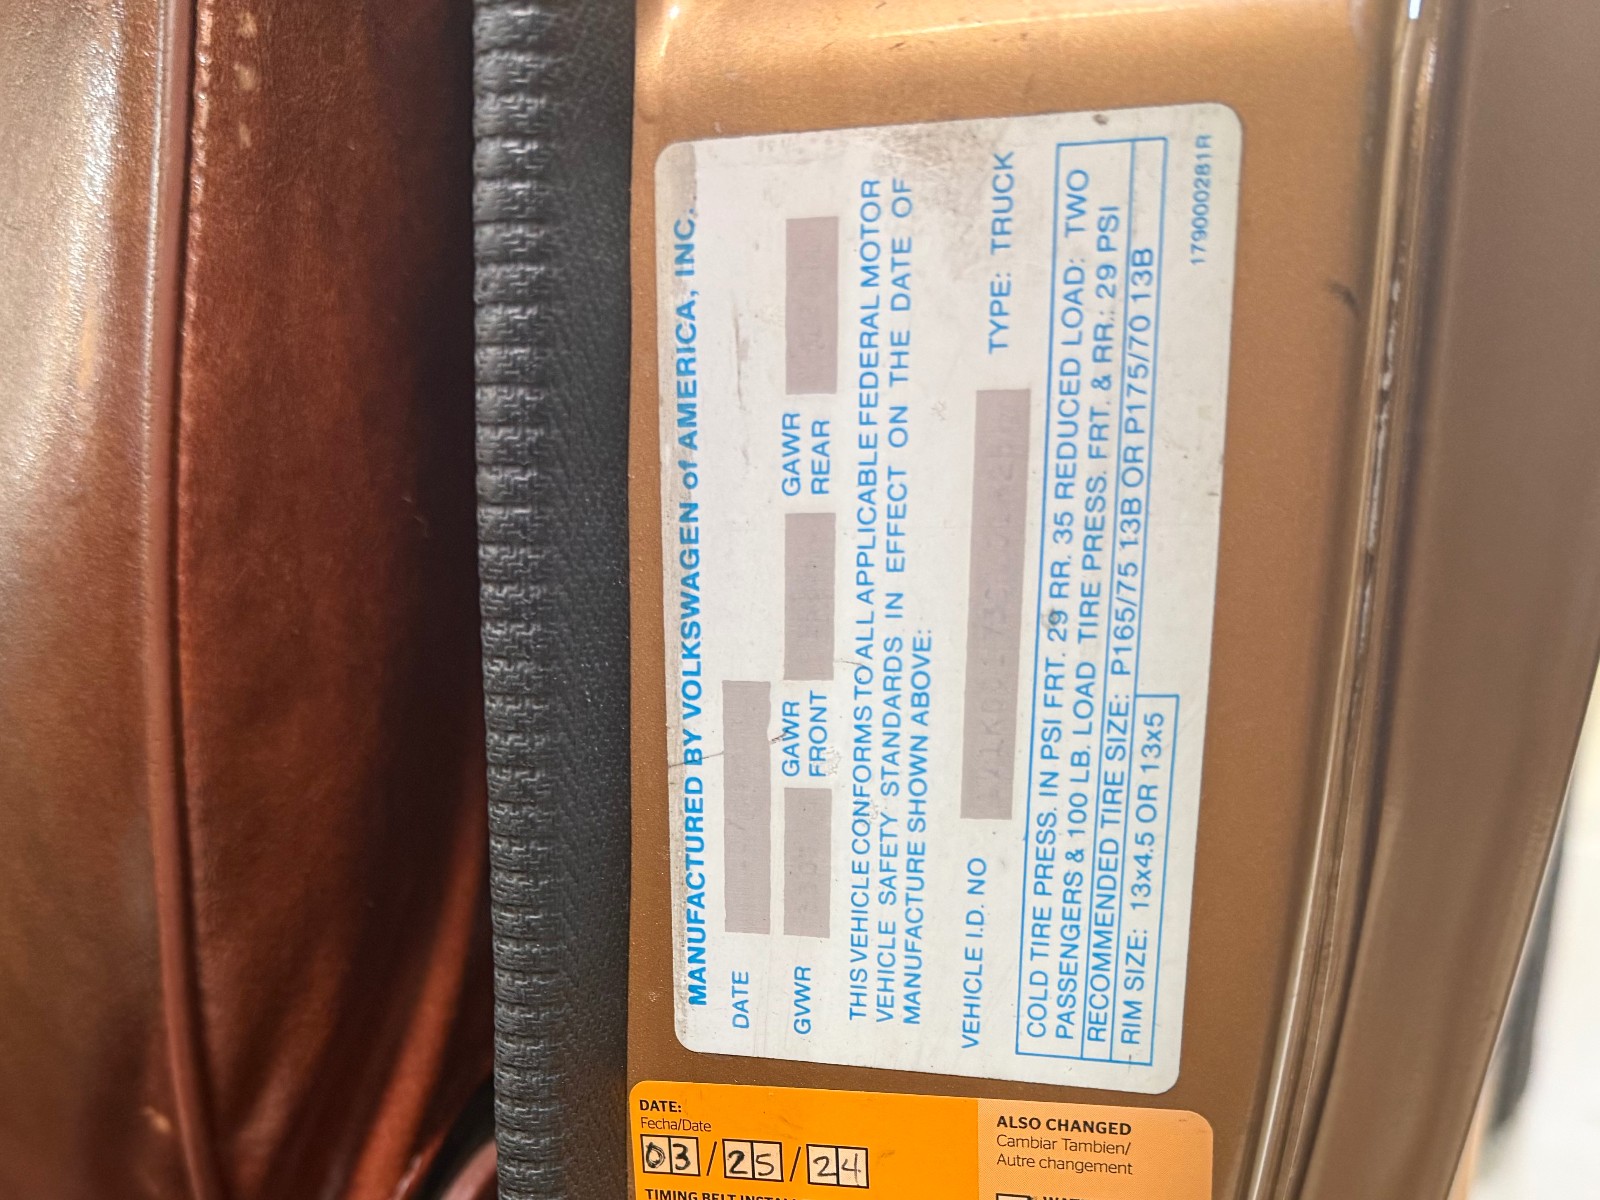 MANUFACTURED BY VOLKSWAGEN of AMERICA, INC.
DATE
GVWR GAWR FRONT GAWR REAR
THIS VEHICLE CONFORMS TO ALL APPLICABLE FEDERAL MOTOR
VEHICLE SAFETY STANDARDS IN EFFECT ON THE DATE OF
MANUFACTURE SHOWN ABOVE:
VEHICLE I.D. NO TYPE: TRUCK
COLD TIRE PRESS. IN PSI FRT. 29 RR. 35 REDUCED LOAD: TWO
PASSENGERS & 100 LB. LOAD TIRE PRESS. FRT. & RR.: 29 PSI
RECOMMENDED TIRE SIZE: P165/75 13B OR P175/70 13B
RIM SIZE: 13x4.5 OR 13x5
179000281R
DATE:
Fecha/Date
03/25/24
TIMING BELT
ALSO CHANGED
Cambiar Tambien/
Autre changement